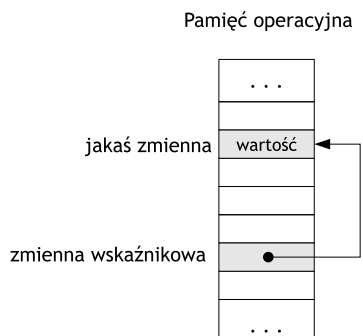 Pamięć operacyjna
. . .
jakaś zmienna
wartość
zmienna wskaźnikowa
. . .